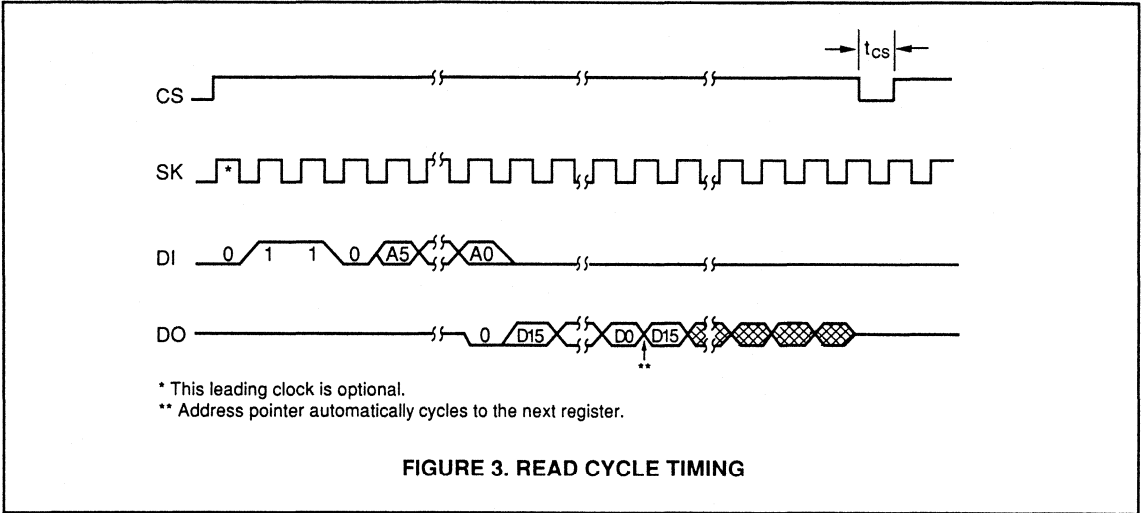 tCS
CS
SK *
DI 0 1 1 0 A5 A0
DO 0 D15 D0 D15
**
* This leading clock is optional.
** Address pointer automatically cycles to the next register.
FIGURE 3. READ CYCLE TIMING